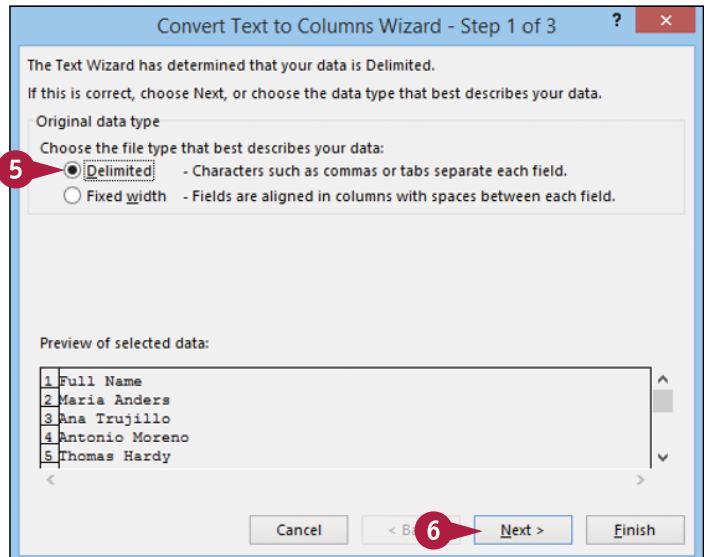 Convert Text to Columns Wizard - Step 1 of 3 ? ×
The Text Wizard has determined that your data is Delimited.
If this is correct, choose Next, or choose the data type that best describes your data.
Original data type
Choose the file type that best describes your data:
5 Delimited - Characters such as commas or tabs separate each field.
Fixed width - Fields are aligned in columns with spaces between each field.
Preview of selected data:
1 Full Name
2 Maria Anders
3 Ana Trujillo
4 Antonio Moreno
5 Thomas Hardy
Cancel < 6 Next > Finish